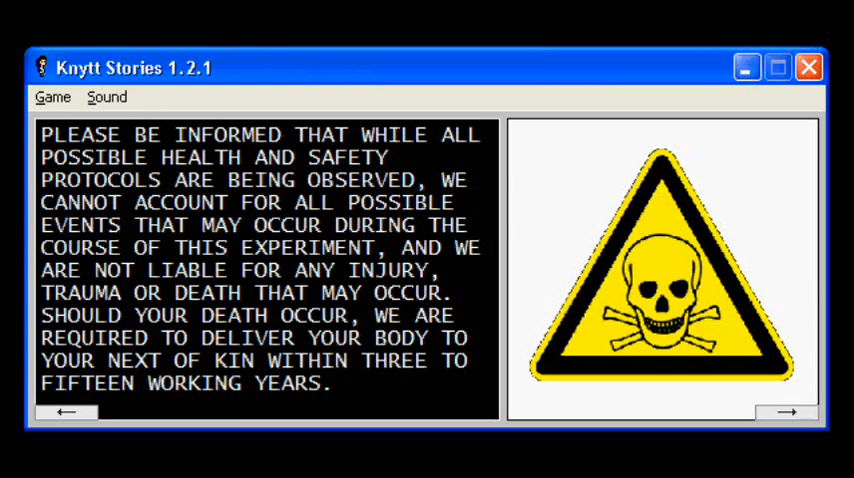 Knytt Stories 1.2.1
Game Sound
PLEASE BE INFORMED THAT WHILE ALL
POSSIBLE HEALTH AND SAFETY
PROTOCOLS ARE BEING OBSERVED, WE
CANNOT ACCOUNT FOR ALL POSSIBLE
EVENTS THAT MAY OCCUR DURING THE
COURSE OF THIS EXPERIMENT, AND WE
ARE NOT LIABLE FOR ANY INJURY,
TRAUMA OR DEATH THAT MAY OCCUR.
SHOULD YOUR DEATH OCCUR, WE ARE
REQUIRED TO DELIVER YOUR BODY TO
YOUR NEXT OF KIN WITHIN THREE TO
FIFTEEN WORKING YEARS.